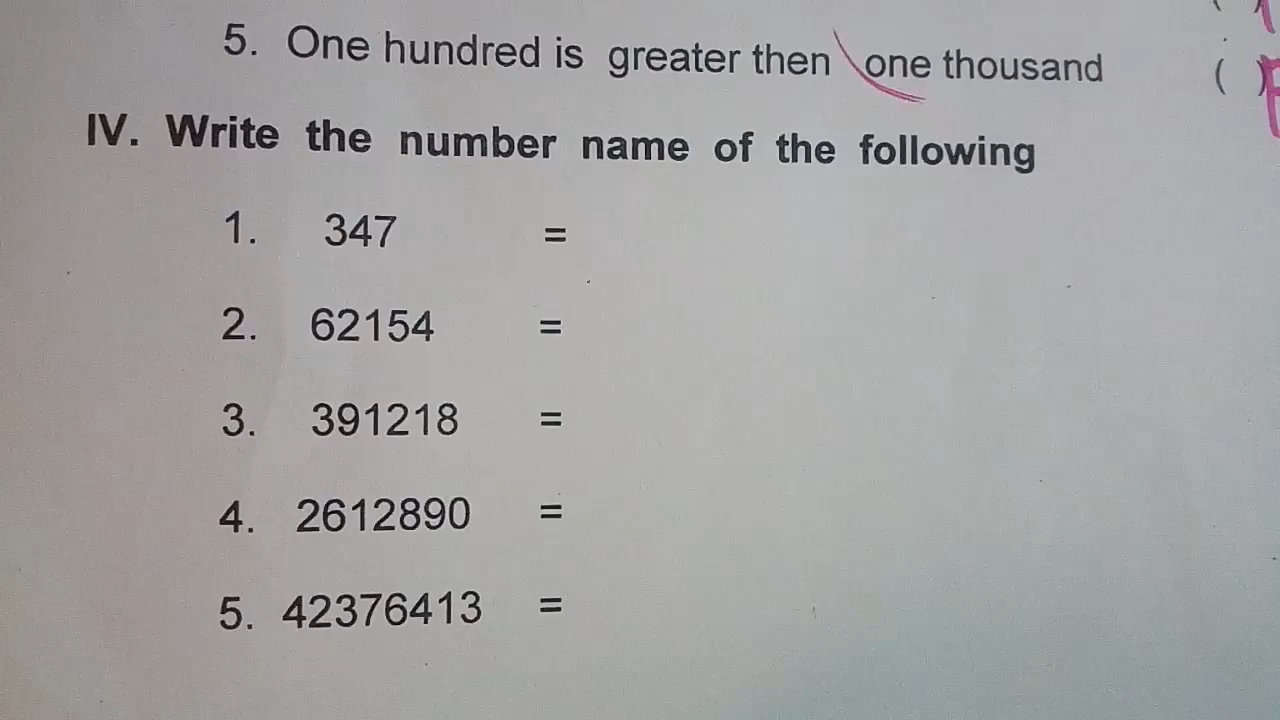 5. One hundred is greater then one thousand ( )
IV. Write the number name of the following
1. 347 =
2. 62154 =
3. 391218 =
4. 2612890 =
5. 42376413 =